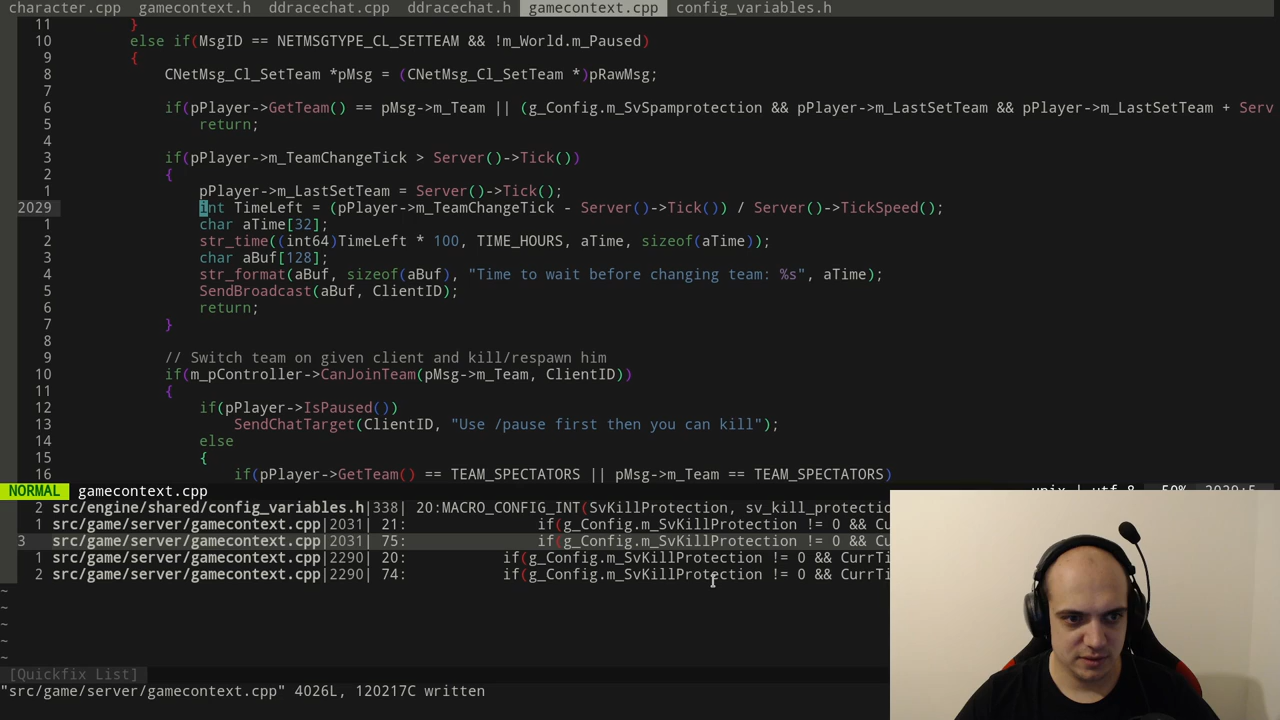 character.cpp gamecontext.h ddracechat.cpp ddracechat.h gamecontext.cpp config_variables.h
11 }
10 else if(MsgID == NETMSGTYPE_CL_SETTEAM && !m_World.m_Paused)
9 {
8 CNetMsg_Cl_SetTeam *pMsg = (CNetMsg_Cl_SetTeam *)pRawMsg;
7
6 if(pPlayer->GetTeam() == pMsg->m_Team || (g_Config.m_SvSpamprotection && pPlayer->m_LastSetTeam && pPlayer->m_LastSetTeam + Serv
5 return;
4
3 if(pPlayer->m_TeamChangeTick > Server()->Tick())
2 {
1 pPlayer->m_LastSetTeam = Server()->Tick();
2029 int TimeLeft = (pPlayer->m_TeamChangeTick - Server()->Tick()) / Server()->TickSpeed();
1 char aTime[32];
2 str_time((int64)TimeLeft * 100, TIME_HOURS, aTime, sizeof(aTime));
3 char aBuf[128];
4 str_format(aBuf, sizeof(aBuf), "Time to wait before changing team: %s", aTime);
5 SendBroadcast(aBuf, ClientID);
6 return;
7 }
8
9 // Switch team on given client and kill/respawn him
10 if(m_pController->CanJoinTeam(pMsg->m_Team, ClientID))
11 {
12 if(pPlayer->IsPaused())
13 SendChatTarget(ClientID, "Use /pause first then you can kill");
14 else
15 {
16 if(pPlayer->GetTeam() == TEAM_SPECTATORS || pMsg->m_Team == TEAM_SPECTATORS)
NORMAL gamecontext.cpp
2 src/engine/shared/config_variables.h|338| 20:MACRO_CONFIG_INT(SvKillProtection, sv_kill_protectio
1 src/game/server/gamecontext.cpp|2031| 21: if(g_Config.m_SvKillProtection != 0 && Cu
3 src/game/server/gamecontext.cpp|2031| 75: if(g_Config.m_SvKillProtection != 0 && Cu
1 src/game/server/gamecontext.cpp|2290| 20: if(g_Config.m_SvKillProtection != 0 && CurrTi
2 src/game/server/gamecontext.cpp|2290| 74: if(g_Config.m_SvKillProtection != 0 && CurrTi
~
~
~
~
~
[Quickfix List]
"src/game/server/gamecontext.cpp" 4026L, 120217C written